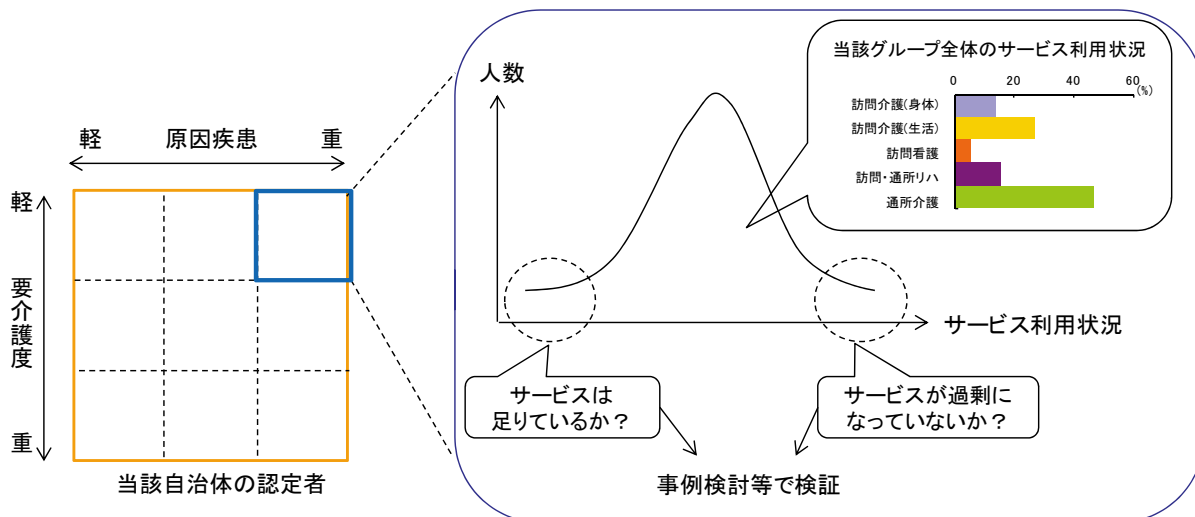 軽 原因疾患 重
軽
要介護度
重
当該自治体の認定者
人数
サービス利用状況
当該グループ全体のサービス利用状況
0 20 40 60
(%)
訪問介護(身体)
訪問介護(生活)
訪問看護
訪問・通所リハ
通所介護
サービスは
足りているか？
サービスが過剰に
なっていないか？
事例検討等で検証